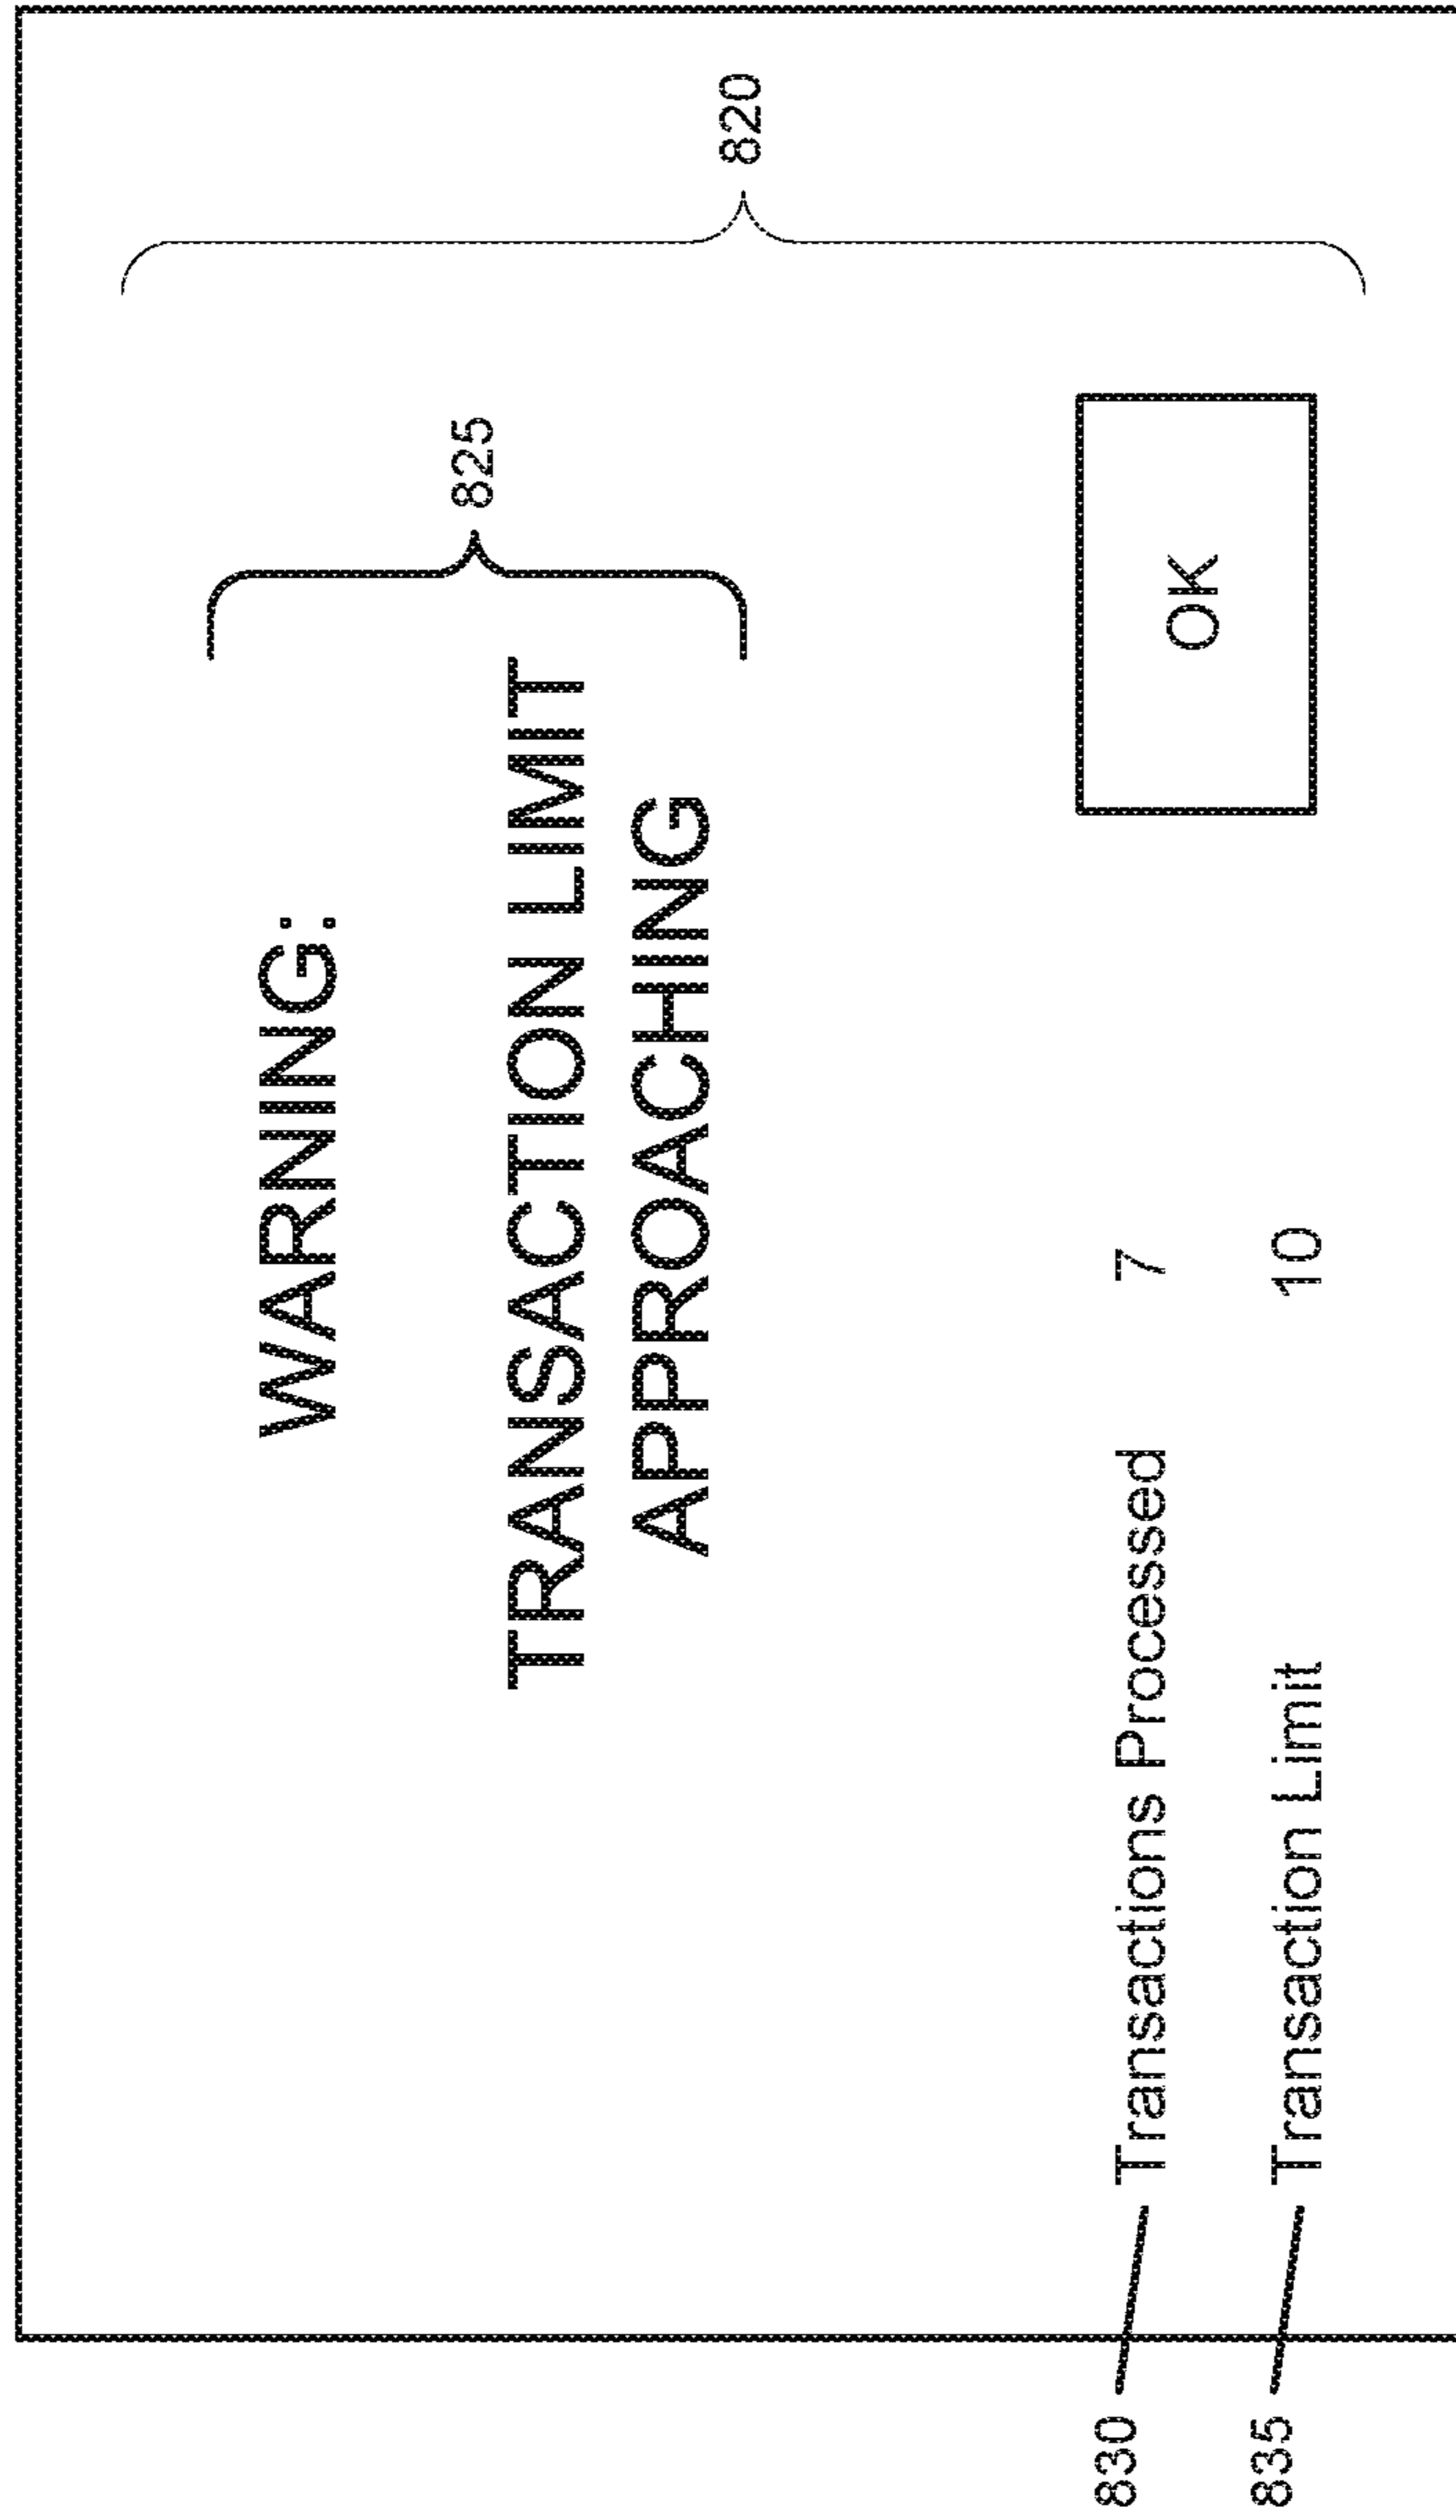 WARNING:
TRANSACTION LIMIT
APPROACHING
825
820
830
Transactions Processed 7
835
Transaction Limit 10
OK